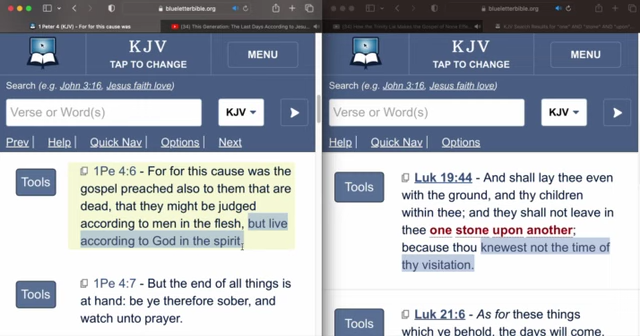 blueletterbible.org
1 Peter 4 (KJV) - For for this cause was
(34) This Generation: The Last Days According to Jesu...
KJV
TAP TO CHANGE
MENU
Search (e.g. John 3:16, Jesus faith love)
Verse or Word(s)
KJV
Prev | Help | Quick Nav | Options | Next
Tools
1Pe 4:6 - For for this cause was the
gospel preached also to them that are
dead, that they might be judged
according to men in the flesh, but live
according to God in the spirit.
Tools
1Pe 4:7 - But the end of all things is
at hand: be ye therefore sober, and
watch unto prayer.
blueletterbible.org
KJV
TAP TO CHANGE
MENU
Search (e.g. John 3:16, Jesus faith love)
Verse or Word(s)
KJV
Help | Quick Nav | Options
Tools
Luk 19:44 - And shall lay thee even
with the ground, and thy children
within thee; and they shall not leave in
thee one stone upon another;
because thou knewest not the time of
thy visitation.
Tools
Luk 21:6 - As for these things
which ye behold, the days will come,